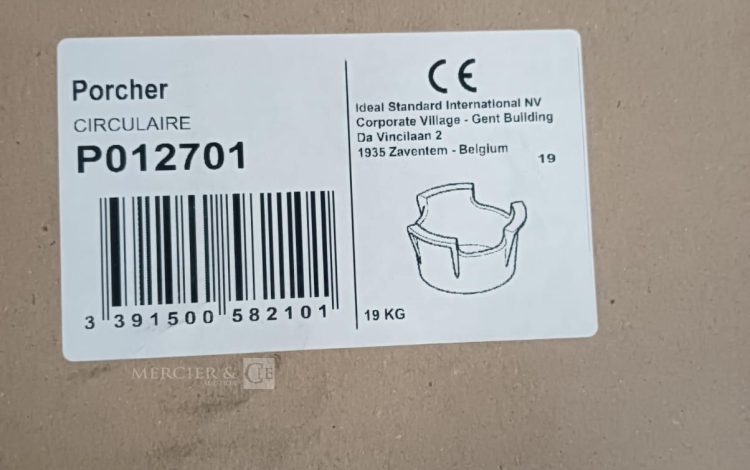 Porcher
CIRCULAIRE
P012701
3 391500 582101
CE
Ideal Standard International NV
Corporate Village - Gent Building
Da Vincilaan 2
1935 Zaventem - Belgium
19
19 KG
MERCIER & CIE